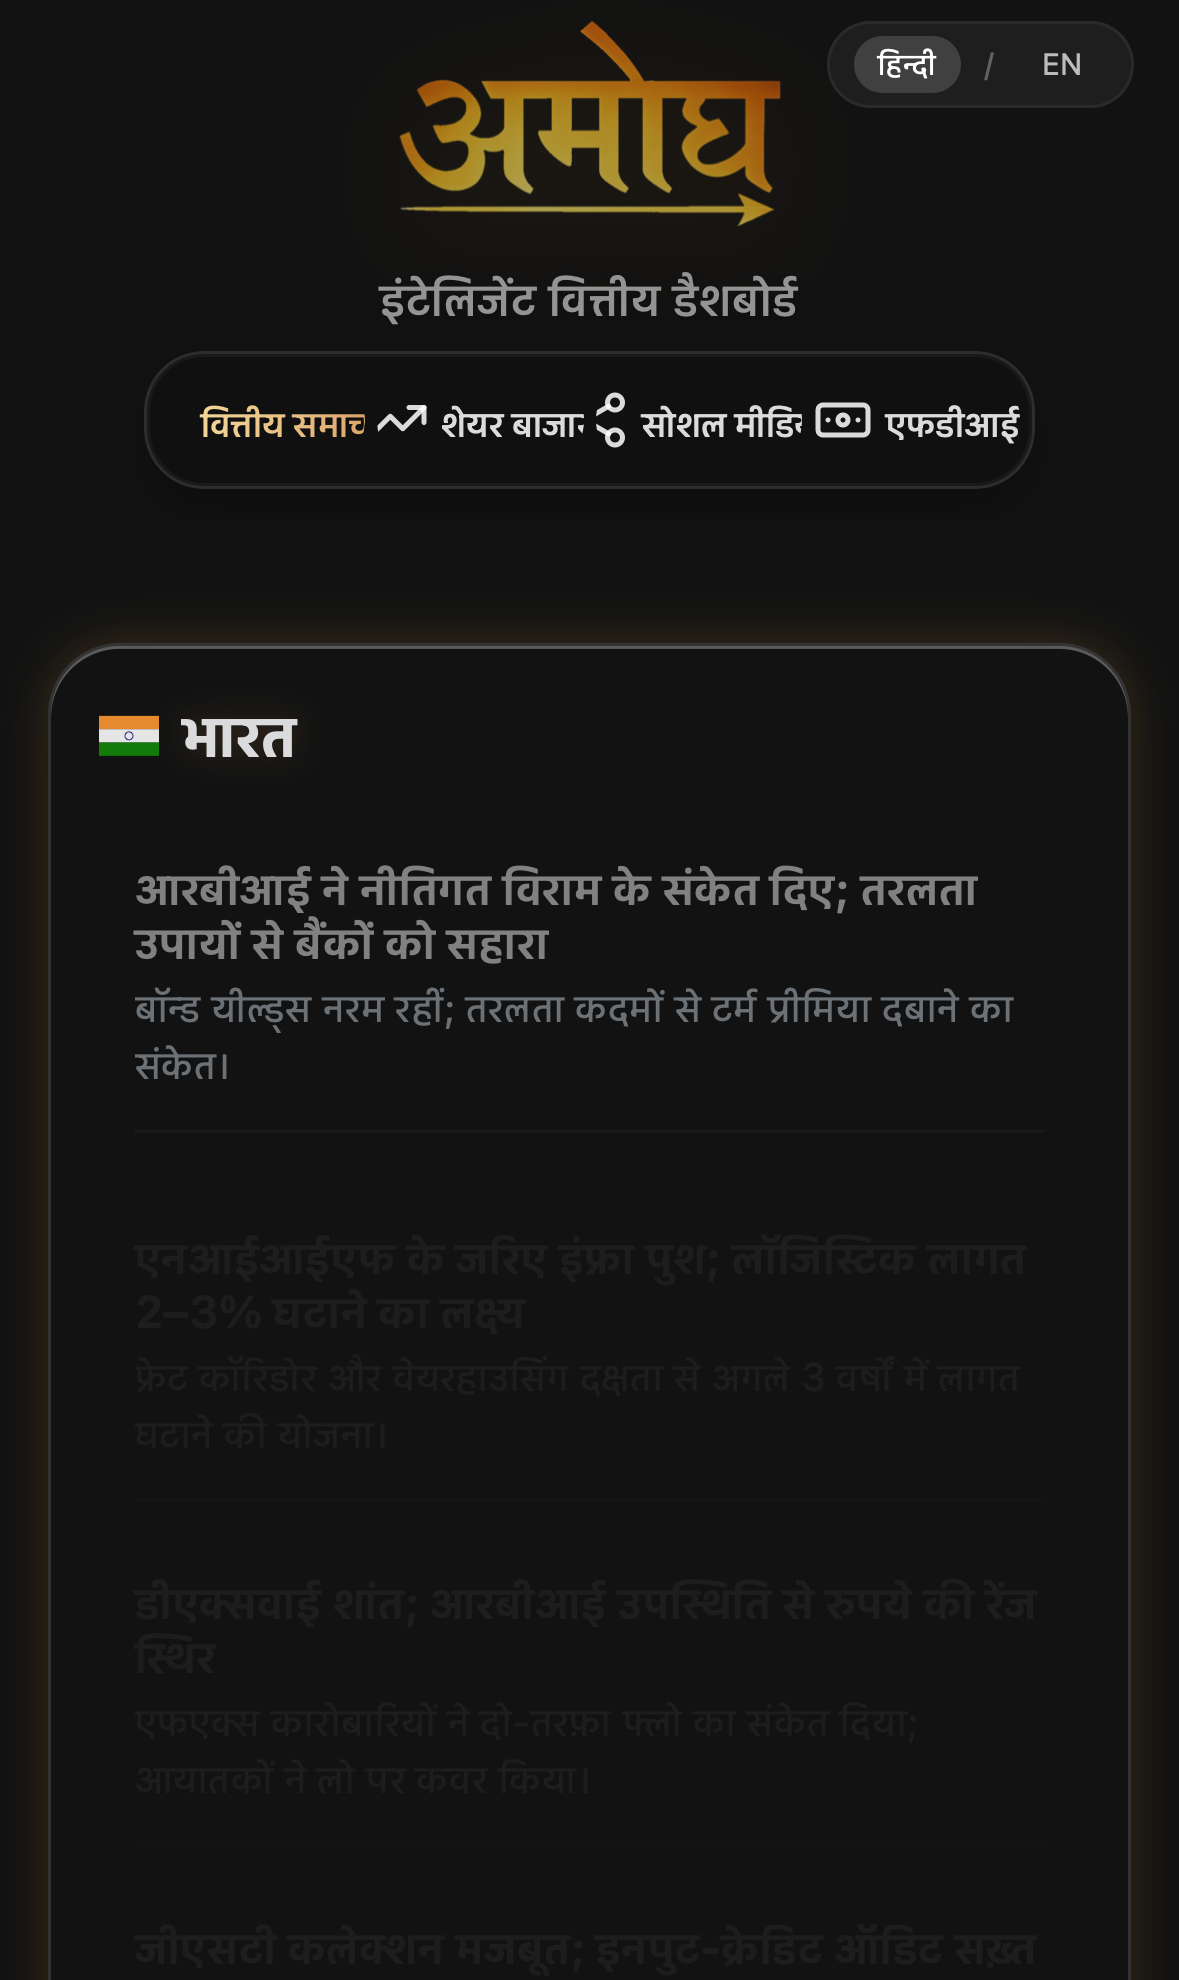 अमोघ
हिन्दी / EN
इंटेलिजेंट वित्तीय डैशबोर्ड
वित्तीय समाच शेयर बाजार सोशल मीडि एफडीआई
भारत
आरबीआई ने नीतिगत विराम के संकेत दिए; तरलता
उपायों से बैंकों को सहारा
बॉन्ड यील्ड्स नरम रहीं; तरलता कदमों से टर्म प्रीमिया दबाने का
संकेत।
एनआईआईएफ के जरिए इंफ्रा पुश; लॉजिस्टिक लागत
2–3% घटाने का लक्ष्य
फ्रेट कॉरिडोर और वेयरहाउसिंग दक्षता से अगले 3 वर्षों में लागत
घटाने की योजना।
डीएक्सवाई शांत; आरबीआई उपस्थिति से रुपये की रेंज
स्थिर
एफएक्स कारोबारियों ने दो-तरफ़ा फ्लो का संकेत दिया;
आयातकों ने लो पर कवर किया।
जीएसटी कलेक्शन मजबूत; इनपुट-क्रेडिट ऑडिट सख़्त